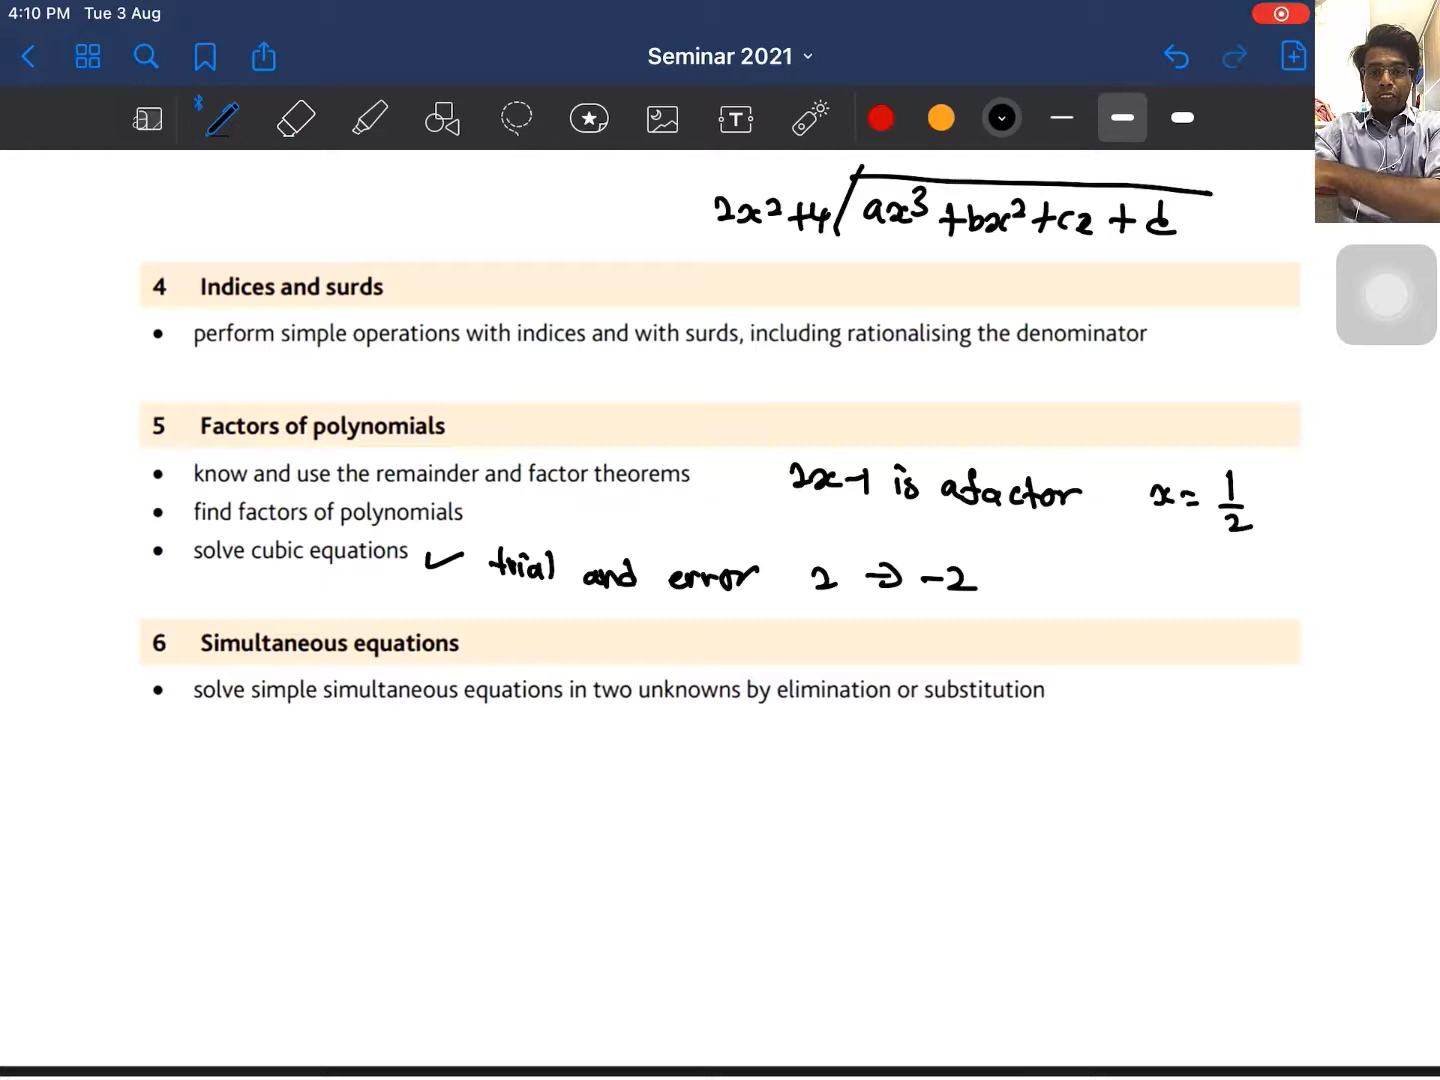 4:10 PM Tue 3 Aug
Seminar 2021
T
2x²+4 ax³ +bx² +cx + d
4 Indices and surds
• perform simple operations with indices and with surds, including rationalising the denominator
5 Factors of polynomials
• know and use the remainder and factor theorems 2x-1 is a factor x = 1/2
• find factors of polynomials
• solve cubic equations ✓ trial and error 2 → -2
6 Simultaneous equations
• solve simple simultaneous equations in two unknowns by elimination or substitution